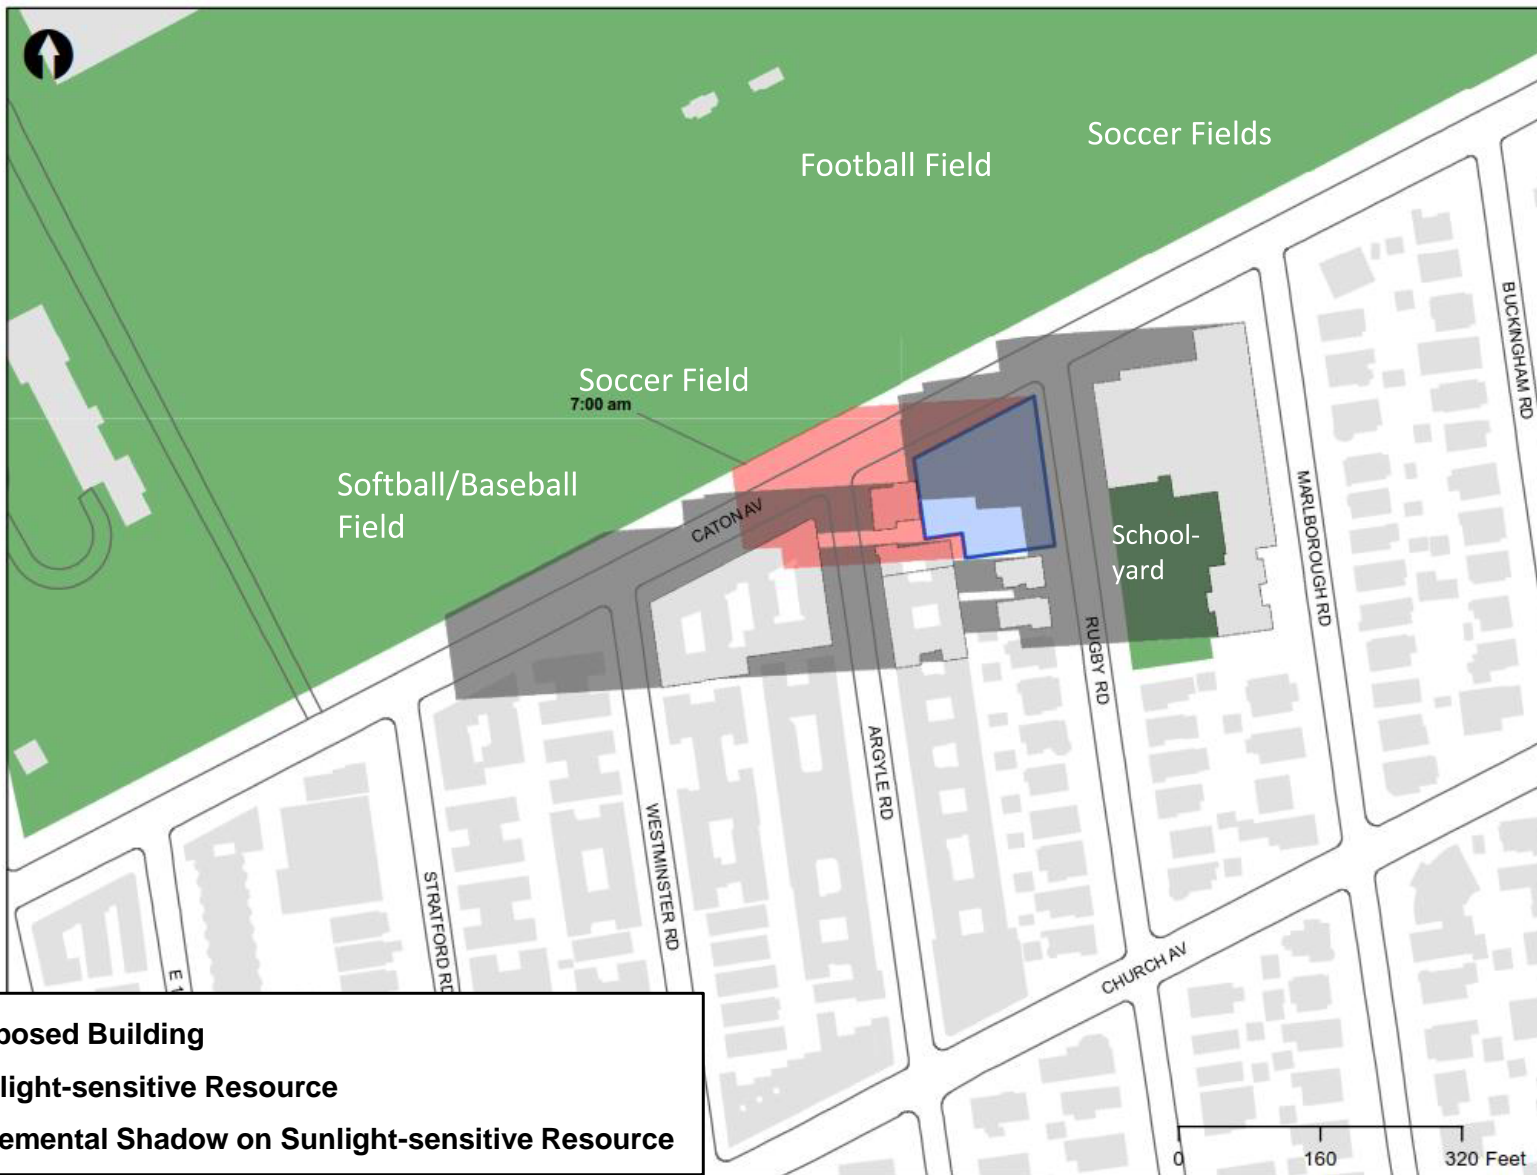 Soccer Fields
Football Field
BUCKINGHAM RD
Soccer Field
7:00 am
Softball/Baseball
Field
CATON AV
School-
yard
MARLBOROUGH RD
RUGBY RD
ARGYLE RD
WESTMINSTER RD
STRATFORD RD
E 1
CHURCH AV
posed Building
light-sensitive Resource
emental Shadow on Sunlight-sensitive Resource
0 160 320 Feet